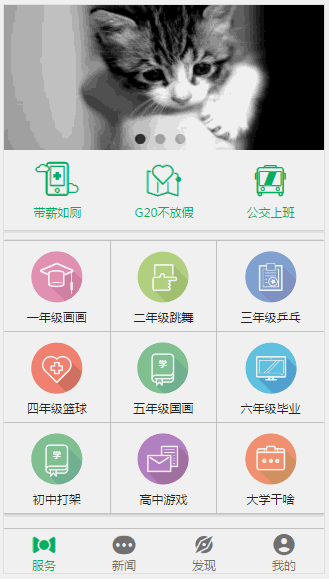 带薪如厕
G20不放假
公交上班
一年级画画
二年级跳舞
三年级乒乓
四年级篮球
学
五年级国画
六年级毕业
学
初中打架
高中游戏
大学干啥
服务
新闻
发现
我的